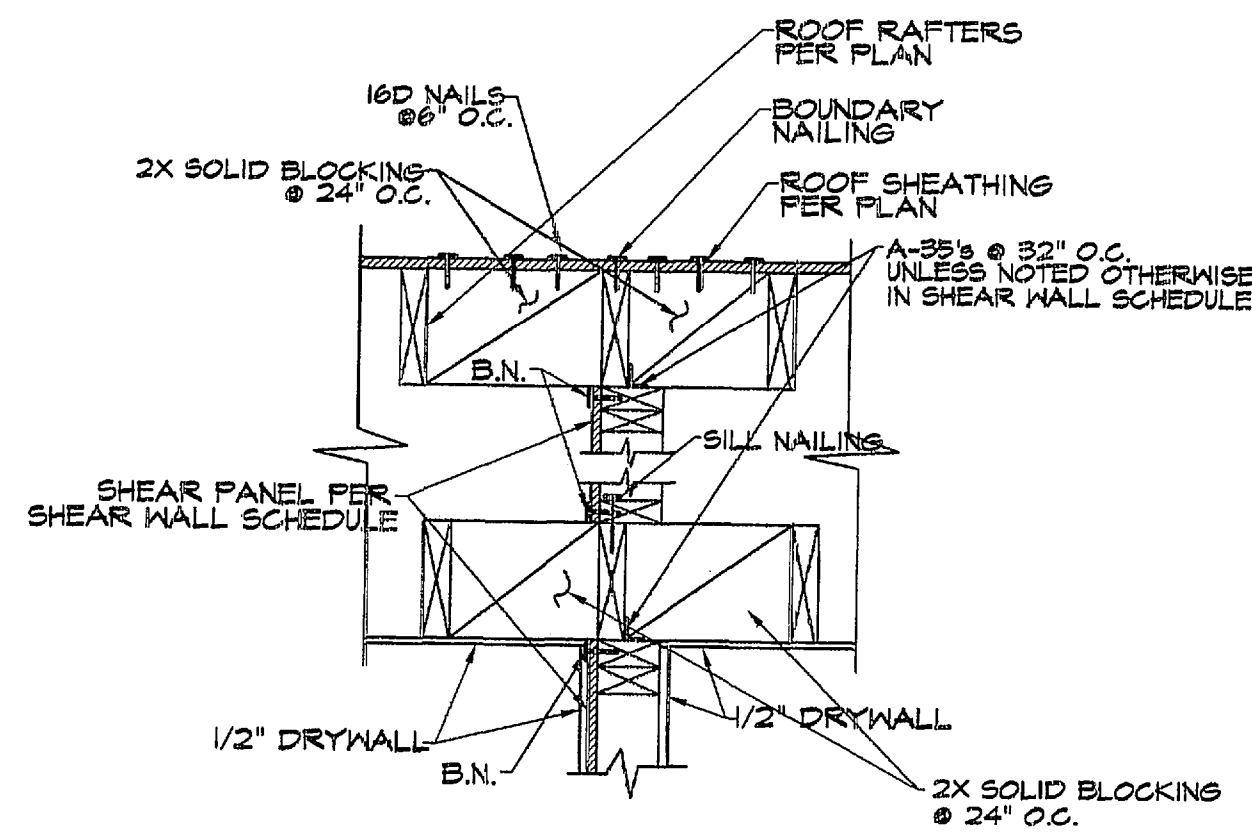 ROOF RAFTERS
PER PLAN
16D NAILS
@6" O.C.
BOUNDARY
NAILING
2X SOLID BLOCKING
@ 24" O.C.
ROOF SHEATHING
PER PLAN
A-35's @ 32" O.C.
UNLESS NOTED OTHERWISE
IN SHEAR WALL SCHEDULE
B.N.
SILL NAILING
SHEAR PANEL PER
SHEAR WALL SCHEDULE
1/2" DRYWALL
1/2" DRYWALL
B.N.
2X SOLID BLOCKING
@ 24" O.C.